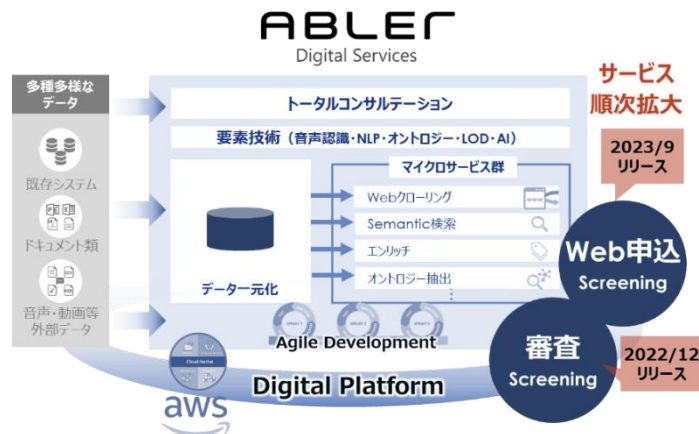 ABLEr
Digital Services
多種多様な
データ
サービス
順次拡大
トータルコンサルテーション
要素技術（音声認識・NLP・オントロジー・LOD・AI）
2023/9
リリース
マイクロサービス群
既存システム
Webクローリング
Semantic検索
エンリッチ
オントロジー抽出
ドキュメント類
データ一元化
Web申込
Screening
音声・動画等
外部データ
Agile Development
審査
Screening
2022/12
リリース
Cloud Native
Digital Platform
aws